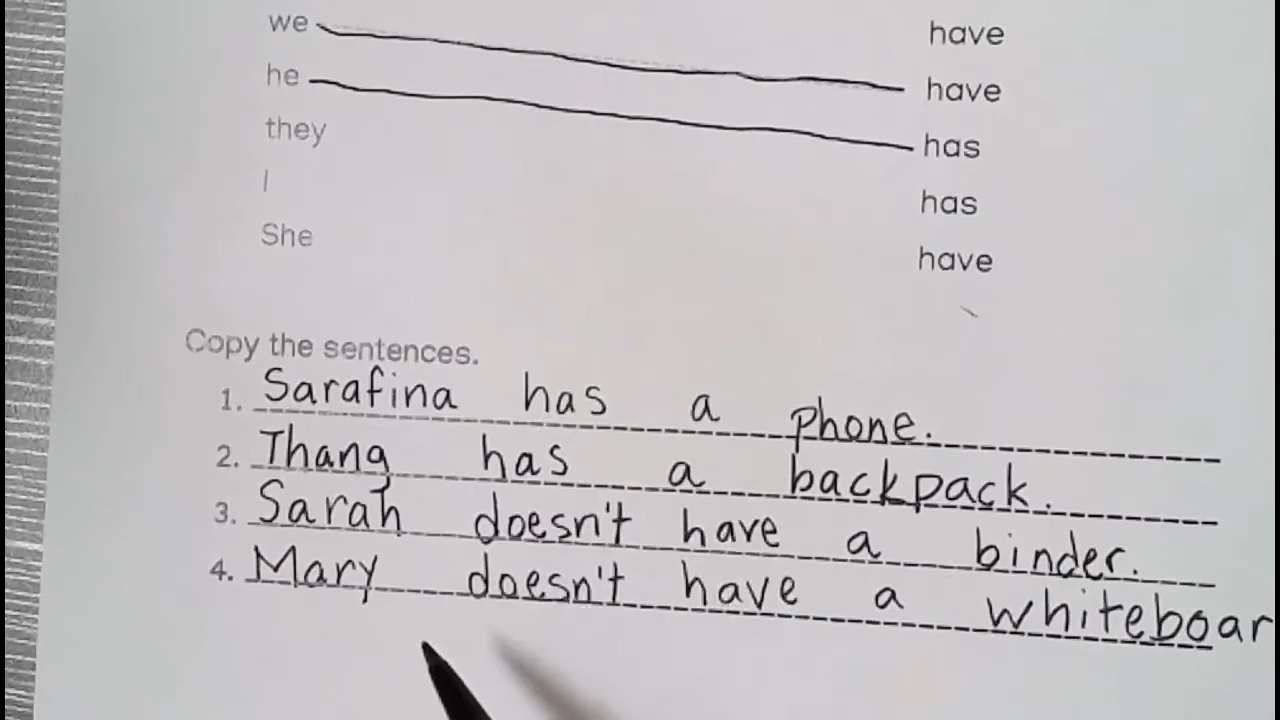 we have
he have
they has
I has
She have
Copy the sentences.
1. Sarafina has a phone.
2. Thang has a backpack.
3. Sarah doesn't have a binder.
4. Mary doesn't have a whiteboar